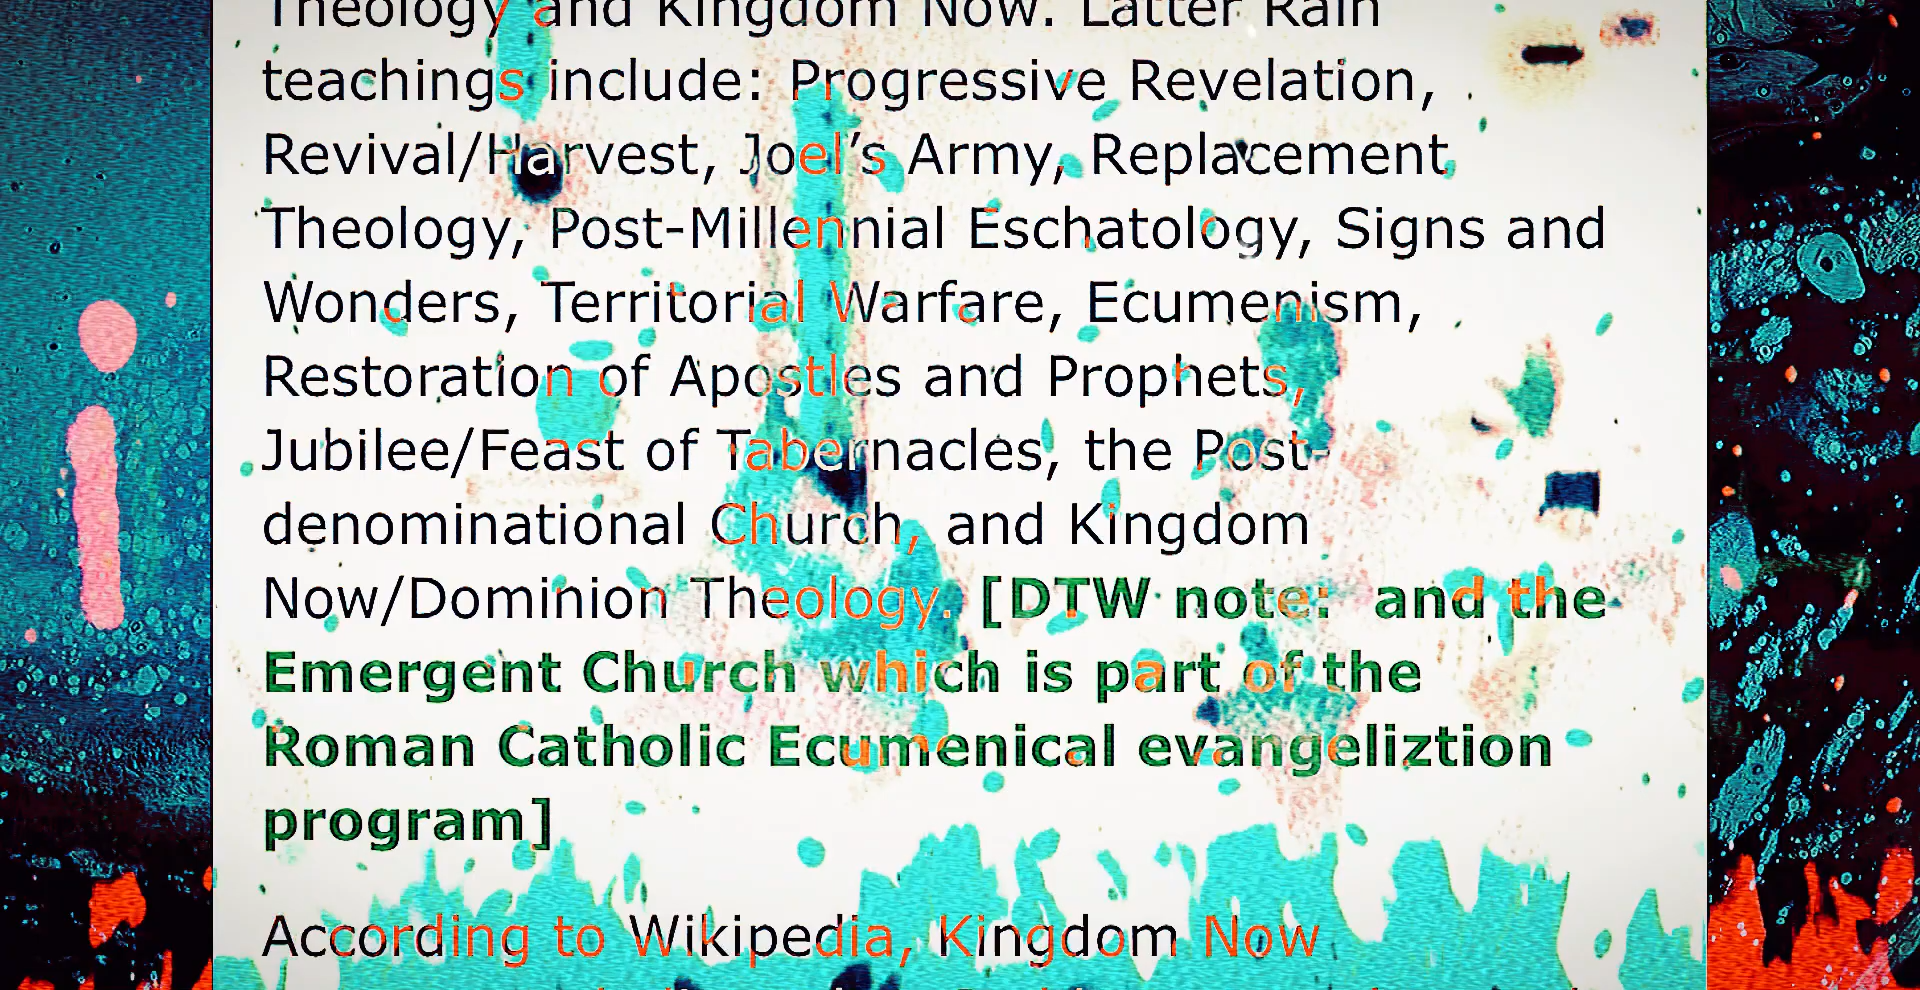 Theology and Kingdom Now. Latter Rain
teachings include: Progressive Revelation,
Revival/Harvest, Joel’s Army, Replacement
Theology, Post-Millennial Eschatology, Signs and
Wonders, Territorial Warfare, Ecumenism,
Restoration of Apostles and Prophets,
Jubilee/Feast of Tabernacles, the Post-
denominational Church, and Kingdom
Now/Dominion Theology. [DTW note:  and the
Emergent Church which is part of the
Roman Catholic Ecumenical evangeliztion
program]
According to Wikipedia, Kingdom Now